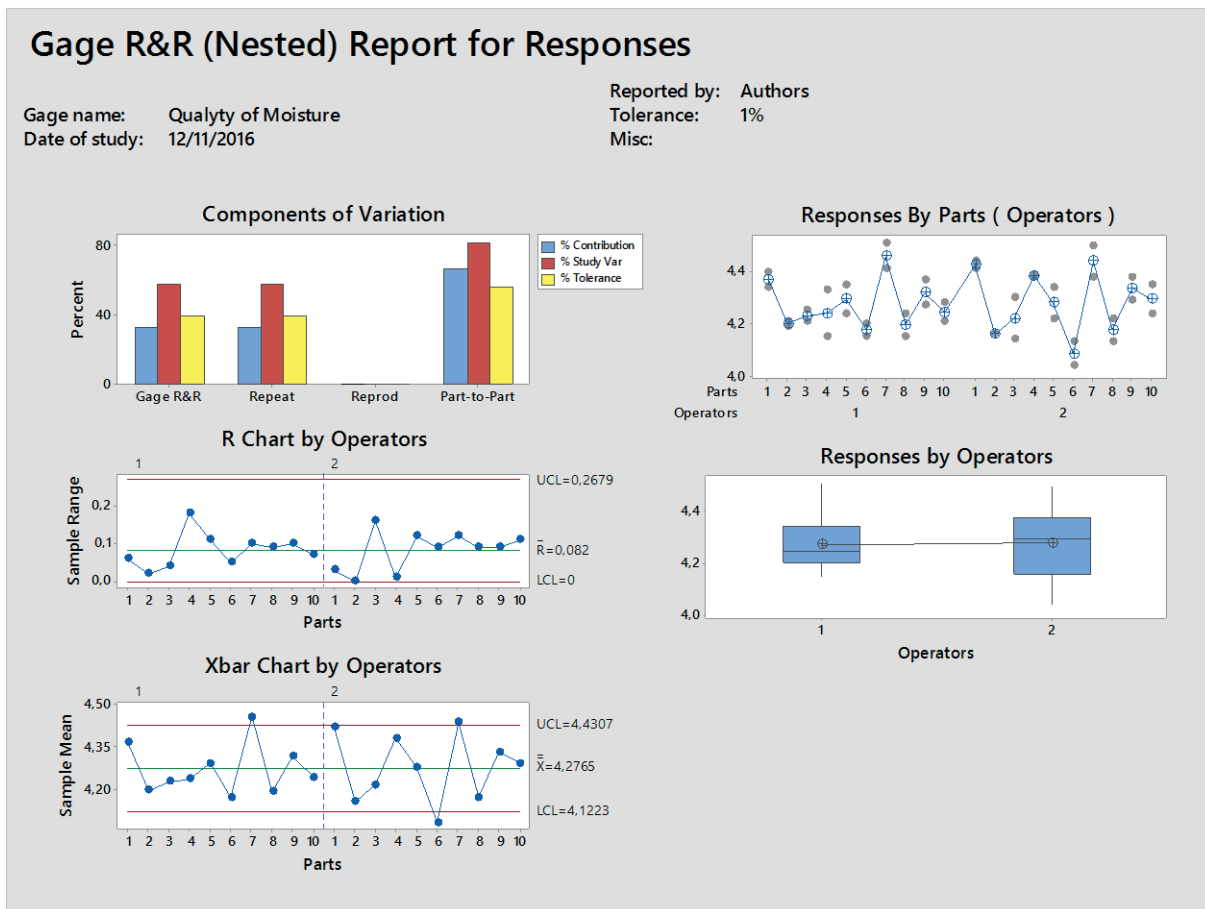 Gage R&R (Nested) Report for Responses
Gage name: Qualyty of Moisture
Date of study: 12/11/2016
Reported by: Authors
Tolerance: 1%
Misc:
Components of Variation
80
40
0
Percent
Gage R&R Repeat Reprod Part-to-Part
% Contribution
% Study Var
% Tolerance
R Chart by Operators
1 2
0,2
0,1
0,0
Sample Range
UCL=0,2679
R=0,082
LCL=0
1 2 3 4 5 6 7 8 9 10 1 2 3 4 5 6 7 8 9 10
Parts
Xbar Chart by Operators
1 2
4,50
4,35
4,20
Sample Mean
UCL=4,4307
X=4,2765
LCL=4,1223
1 2 3 4 5 6 7 8 9 10 1 2 3 4 5 6 7 8 9 10
Parts
Responses By Parts ( Operators )
4,4
4,2
4,0
Parts 1 2 3 4 5 6 7 8 9 10 1 2 3 4 5 6 7 8 9 10
Operators 1 2
Responses by Operators
4,4
4,2
4,0
1 2
Operators